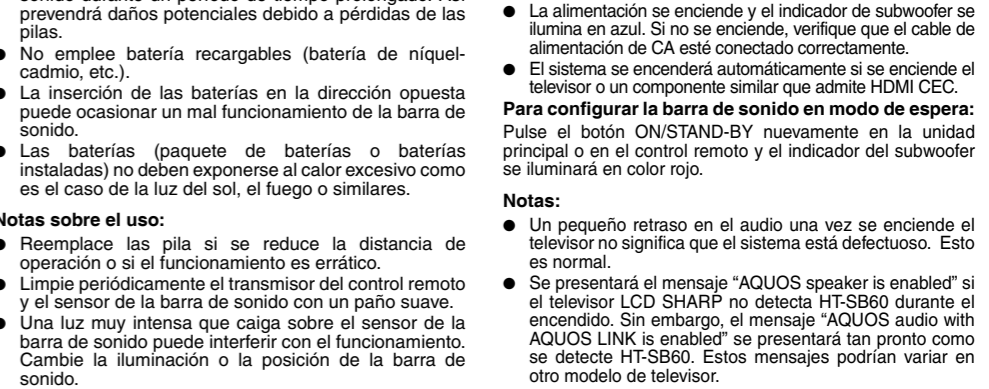 sonido durante un período de tiempo prolongado. Así
prevendrá daños potenciales debido a pérdidas de las
pilas.
● No emplee batería recargables (batería de níquel-
cadmio, etc.).
● La inserción de las baterías en la dirección opuesta
puede ocasionar un mal funcionamiento de la barra de
sonido.
● Las baterías (paquete de baterías o baterías
instaladas) no deben exponerse al calor excesivo como
es el caso de la luz del sol, el fuego o similares.
Notas sobre el uso:
● Reemplace las pila si se reduce la distancia de
operación o si el funcionamiento es errático.
● Limpie periódicamente el transmisor del control remoto
y el sensor de la barra de sonido con un paño suave.
● Una luz muy intensa que caiga sobre el sensor de la
barra de sonido puede interferir con el funcionamiento.
Cambie la iluminación o la posición de la barra de
sonido.
● La alimentación se enciende y el indicador de subwoofer se
ilumina en azul. Si no se enciende, verifique que el cable de
alimentación de CA esté conectado correctamente.
● El sistema se encenderá automáticamente si se enciende el
televisor o un componente similar que admite HDMI CEC.
Para configurar la barra de sonido en modo de espera:
Pulse el botón ON/STAND-BY nuevamente en la unidad
principal o en el control remoto y el indicador del subwoofer
se iluminará en color rojo.
Notas:
● Un pequeño retraso en el audio una vez se enciende el
televisor no significa que el sistema está defectuoso. Esto
es normal.
● Se presentará el mensaje “AQUOS speaker is enabled” si
el televisor LCD SHARP no detecta HT-SB60 durante el
encendido. Sin embargo, el mensaje “AQUOS audio with
AQUOS LINK is enabled” se presentará tan pronto como
se detecte HT-SB60. Estos mensajes podrían variar en
otro modelo de televisor.